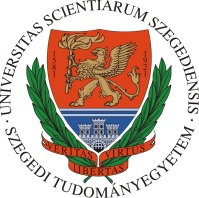 · UNIVERSITAS SCIENTIARUM SZEGEDIENSIS ·
SZEGEDI TUDOMÁNYEGYETEM
VERITAS VIRTUS
LIBERTAS